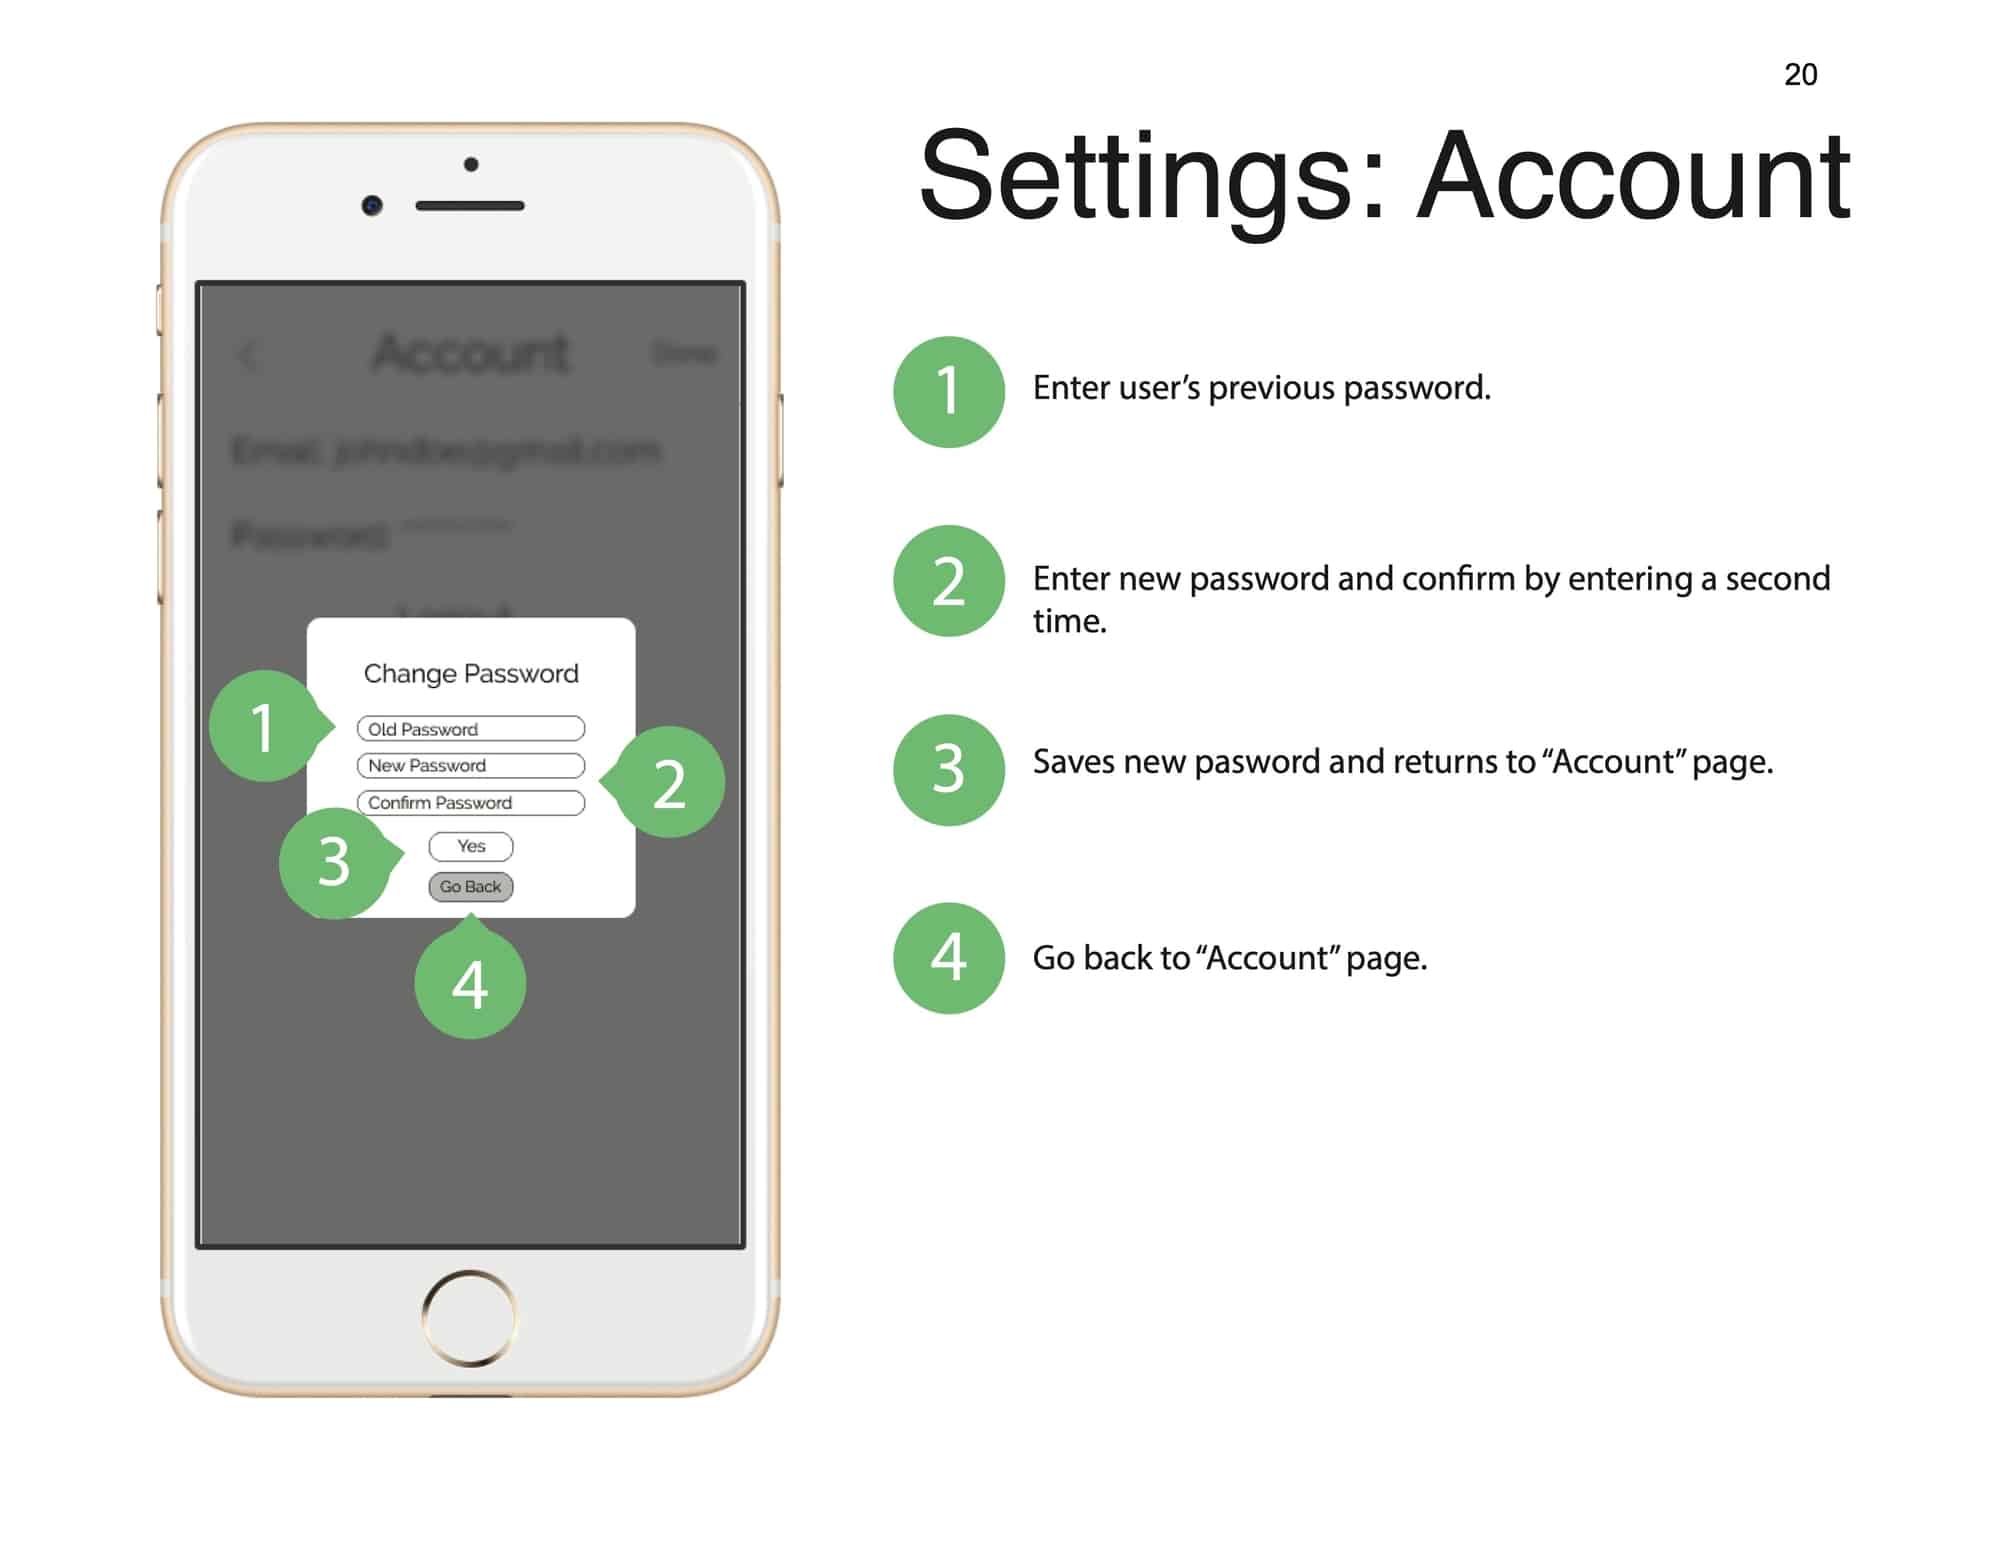 20
Settings: Account
Account
Done
Email: johndoe@gmail.com
Password:
Change Password
Old Password
New Password
Confirm Password
Yes
Go Back
1
2
3
4
1
Enter user’s previous password.
2
Enter new password and confirm by entering a second
time.
3
Saves new pasword and returns to “Account” page.
4
Go back to “Account” page.